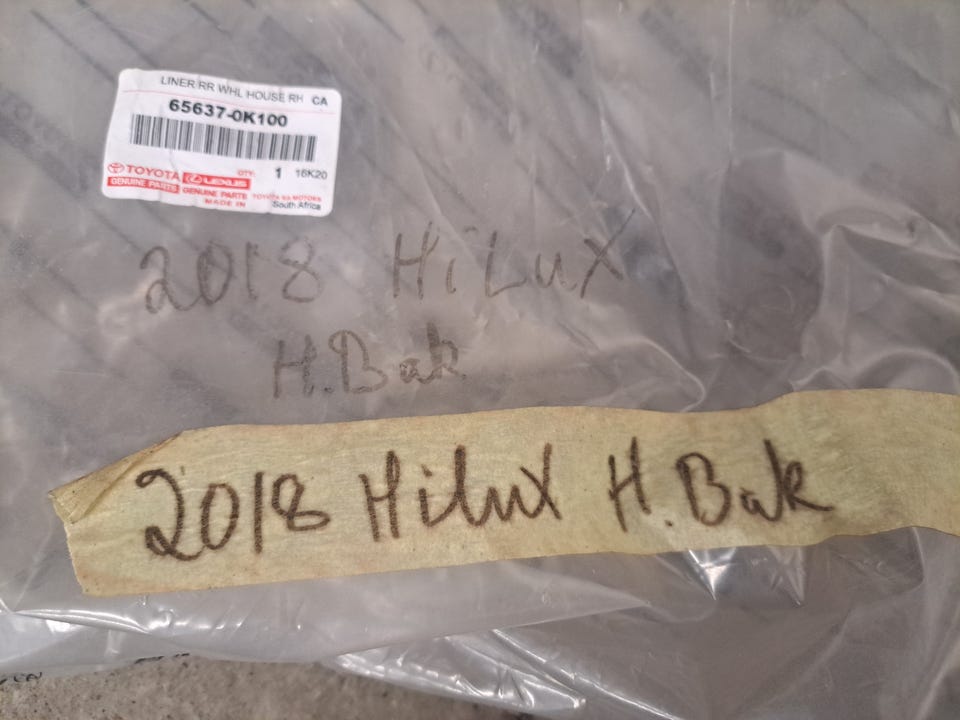 LINER RR WHL HOUSE RH CA
65637-0K100
TOYOTA LEXUS QTY: 1 16K20
GENUINE PARTS GENUINE PARTS TOYOTA SA MOTORS
MADE IN South Africa
2018 HiLux
H.Bak
2018 Hilux H.Bak